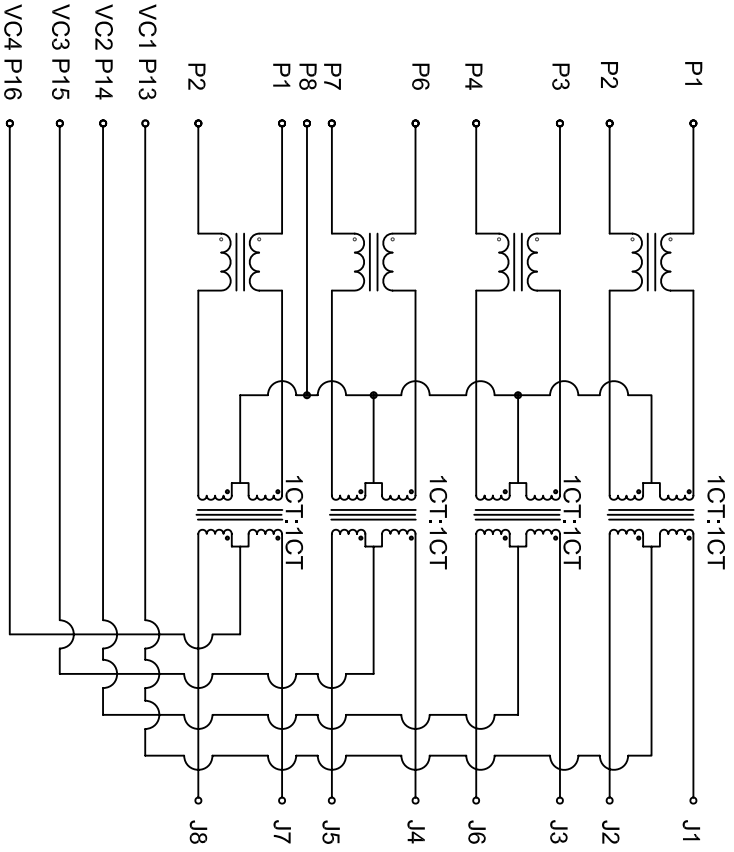 1CT:1CT
P1 J1
P2 J2
1CT:1CT
P3 J3
P4 J6
1CT:1CT
P6 J4
P7 J5
P8
1CT:1CT
P1 J7
P2 J8
VC1 P13
VC2 P14
VC3 P15
VC4 P16